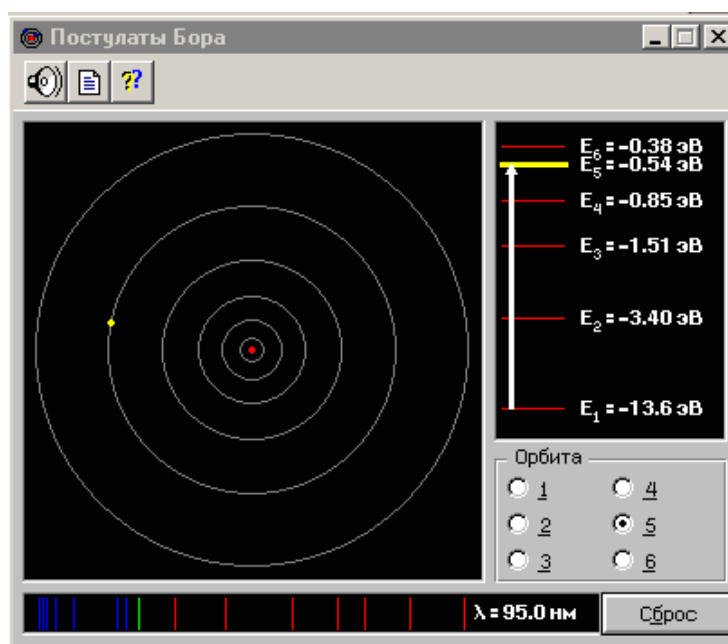 Постулаты Бора
??
E6 = -0.38 эВ
E5 = -0.54 эВ
E4 = -0.85 эВ
E3 = -1.51 эВ
E2 = -3.40 эВ
E1 = -13.6 эВ
Орбита
1 4
2 5
3 6
λ = 95.0 нм
Сброс